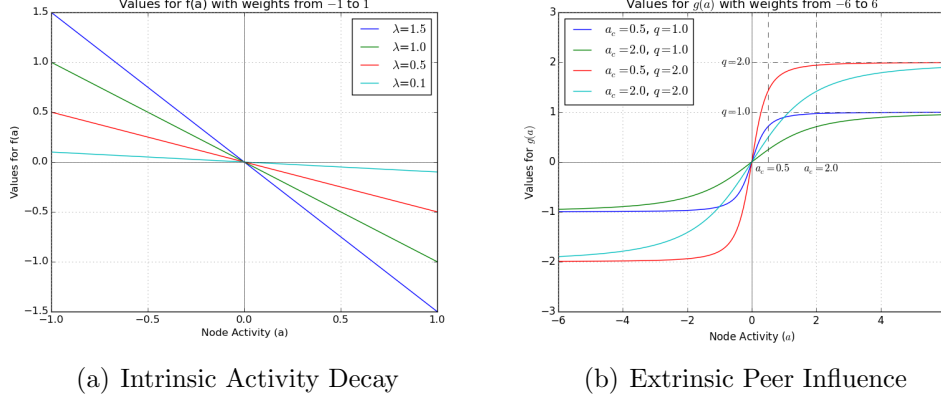 Values for f(a) with weights from −1 to 1
1.5
1.0
0.5
0.0
−0.5
−1.0
−1.5
Values for f(a)
λ=1.5
λ=1.0
λ=0.5
λ=0.1
−1.0
−0.5
0.0
0.5
1.0
Node Activity (a)
(a) Intrinsic Activity Decay
Values for g(a) with weights from −6 to 6
3
2
1
0
−1
−2
−3
Values for g(a)
a_c=0.5, q=1.0
a_c=2.0, q=1.0
a_c=0.5, q=2.0
a_c=2.0, q=2.0
q=2.0
q=1.0
a_c=0.5
a_c=2.0
−6
−4
−2
0
2
4
Node Activity (a)
(b) Extrinsic Peer Influence